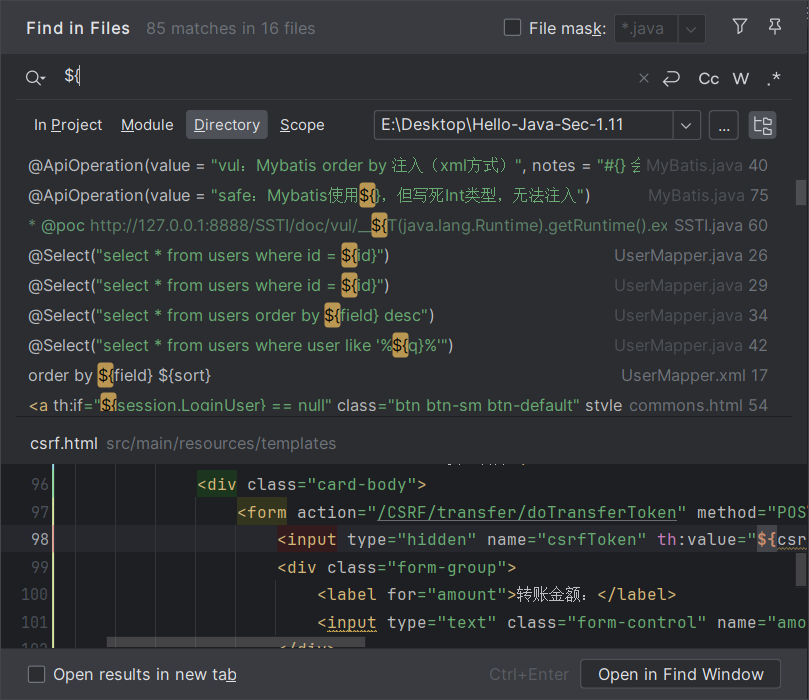 Find in Files 85 matches in 16 files File mask: *.java
${ Cc W .*
In Project Module Directory Scope E:\Desktop\Hello-Java-Sec-1.11 ...
@ApiOperation(value = "vul：Mybatis order by 注入（xml方式）", notes = "#{} 会 MyBatis.java 40
@ApiOperation(value = "safe：Mybatis使用${}，但写死Int类型，无法注入") MyBatis.java 75
* @poc http://127.0.0.1:8888/SSTI/doc/vul/__${T(java.lang.Runtime).getRuntime().ex SSTI.java 60
@Select("select * from users where id = ${id}") UserMapper.java 26
@Select("select * from users where id = ${id}") UserMapper.java 29
@Select("select * from users order by ${field} desc") UserMapper.java 34
@Select("select * from users where user like '%${q}%'") UserMapper.java 42
order by ${field} ${sort} UserMapper.xml 17
<a th:if="${session.LoginUser} == null" class="btn btn-sm btn-default" style commons.html 54
csrf.html src/main/resources/templates
96 <div class="card-body">
97 <form action="/CSRF/transfer/doTransferToken" method="POS
98 <input type="hidden" name="csrfToken" th:value="${csr
99 <div class="form-group">
100 <label for="amount">转账金额：</label>
101 <input type="text" class="form-control" name="amo
102 </div>
Open results in new tab Ctrl+Enter Open in Find Window